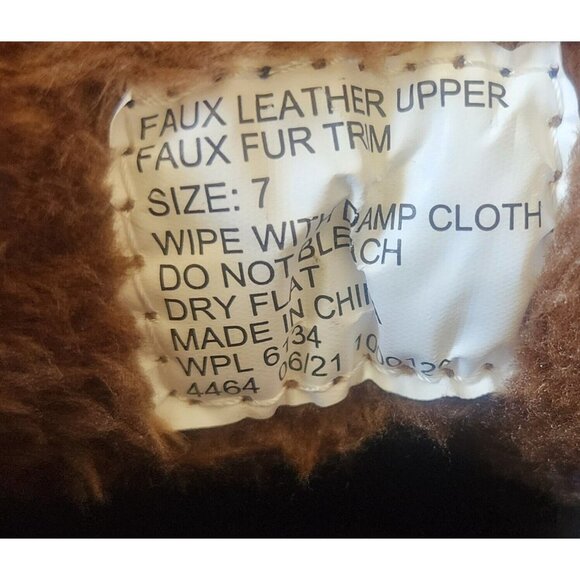 FAUX LEATHER UPPER
FAUX FUR TRIM
SIZE: 7
WIPE WITH DAMP CLOTH
DO NOT BLEACH
DRY FLAT
MADE IN CHINA
WPL 6134
4464 06/21